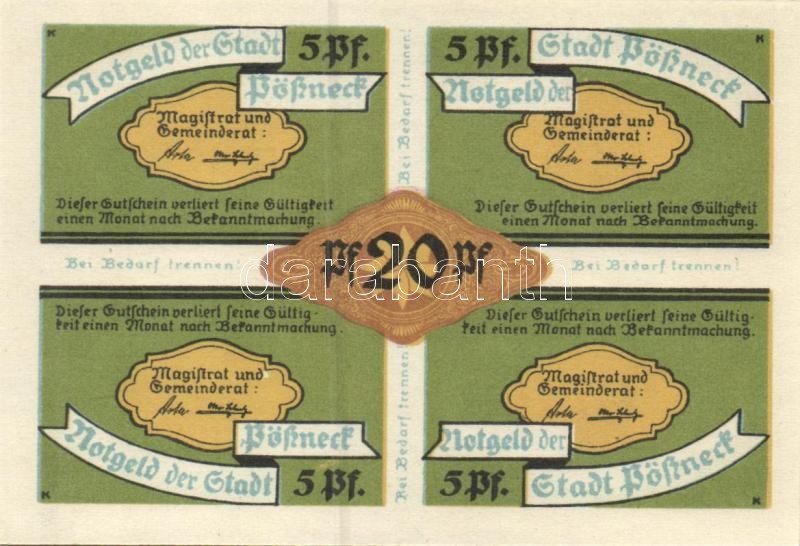 Notgeld der Stadt
Pößneck
5 Pf.
Magistrat und
Gemeinderat:
Dieser Gutschein verliert seine Gültigkeit
einen Monat nach Bekanntmachung.
K
5 Pf.
Stadt Pößneck
Notgeld der
Magistrat und
Gemeinderat:
Dieser Gutschein verliert seine Gültigkeit
einen Monat nach Bekanntmachung.
K
Bei Bedarf trennen!
Bei Bedarf trennen!
Pf 20 Pf
darabanth
Bei Bedarf trennen!
Bei Bedarf trennen!
Dieser Gutschein verliert seine Gültig-
keit einen Monat nach Bekanntmachung.
Magistrat und
Gemeinderat:
Pößneck
Notgeld der Stadt
5 Pf.
K
Dieser Gutschein verliert seine Gültig-
keit einen Monat nach Bekanntmachung.
Magistrat und
Gemeinderat:
Notgeld der
Stadt Pößneck
5 Pf.
K